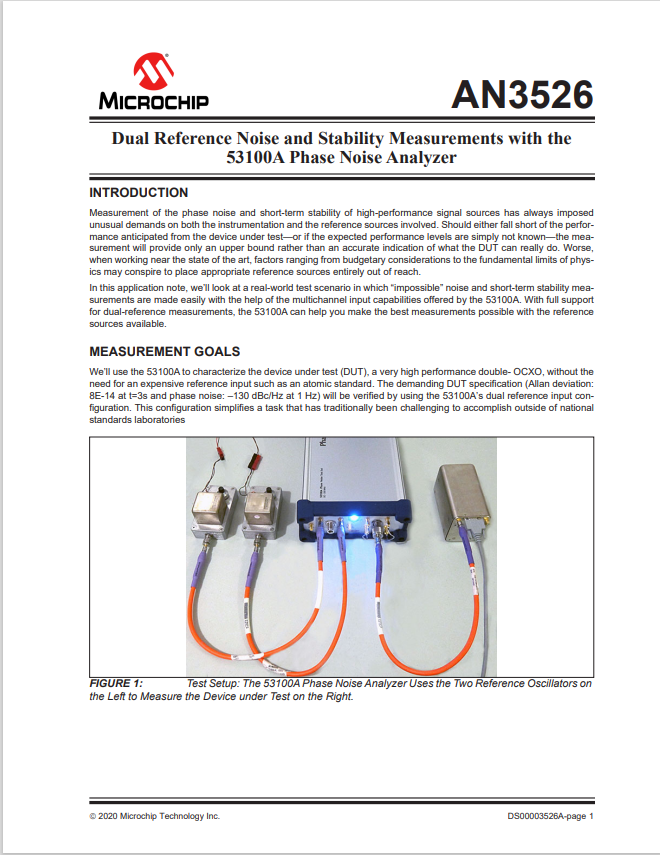 MICROCHIP
AN3526
Dual Reference Noise and Stability Measurements with the
53100A Phase Noise Analyzer
INTRODUCTION
Measurement of the phase noise and short-term stability of high-performance signal sources has always imposed
unusual demands on both the instrumentation and the reference sources involved. Should either fall short of the perfor-
mance anticipated from the device under test—or if the expected performance levels are simply not known—the mea-
surement will provide only an upper bound rather than an accurate indication of what the DUT can really do. Worse,
when working near the state of the art, factors ranging from budgetary considerations to the fundamental limits of phys-
ics may conspire to place appropriate reference sources entirely out of reach.
In this application note, we'll look at a real-world test scenario in which “impossible” noise and short-term stability mea-
surements are made easily with the help of the multichannel input capabilities offered by the 53100A. With full support
for dual-reference measurements, the 53100A can help you make the best measurements possible with the reference
sources available.
MEASUREMENT GOALS
We'll use the 53100A to characterize the device under test (DUT), a very high performance double- OCXO, without the
need for an expensive reference input such as an atomic standard. The demanding DUT specification (Allan deviation:
8E-14 at t=3s and phase noise: –130 dBc/Hz at 1 Hz) will be verified by using the 53100A's dual reference input con-
figuration. This configuration simplifies a task that has traditionally been challenging to accomplish outside of national
standards laboratories
FIGURE 1: Test Setup: The 53100A Phase Noise Analyzer Uses the Two Reference Oscillators on
the Left to Measure the Device under Test on the Right.
© 2020 Microchip Technology Inc. DS00003526A-page 1